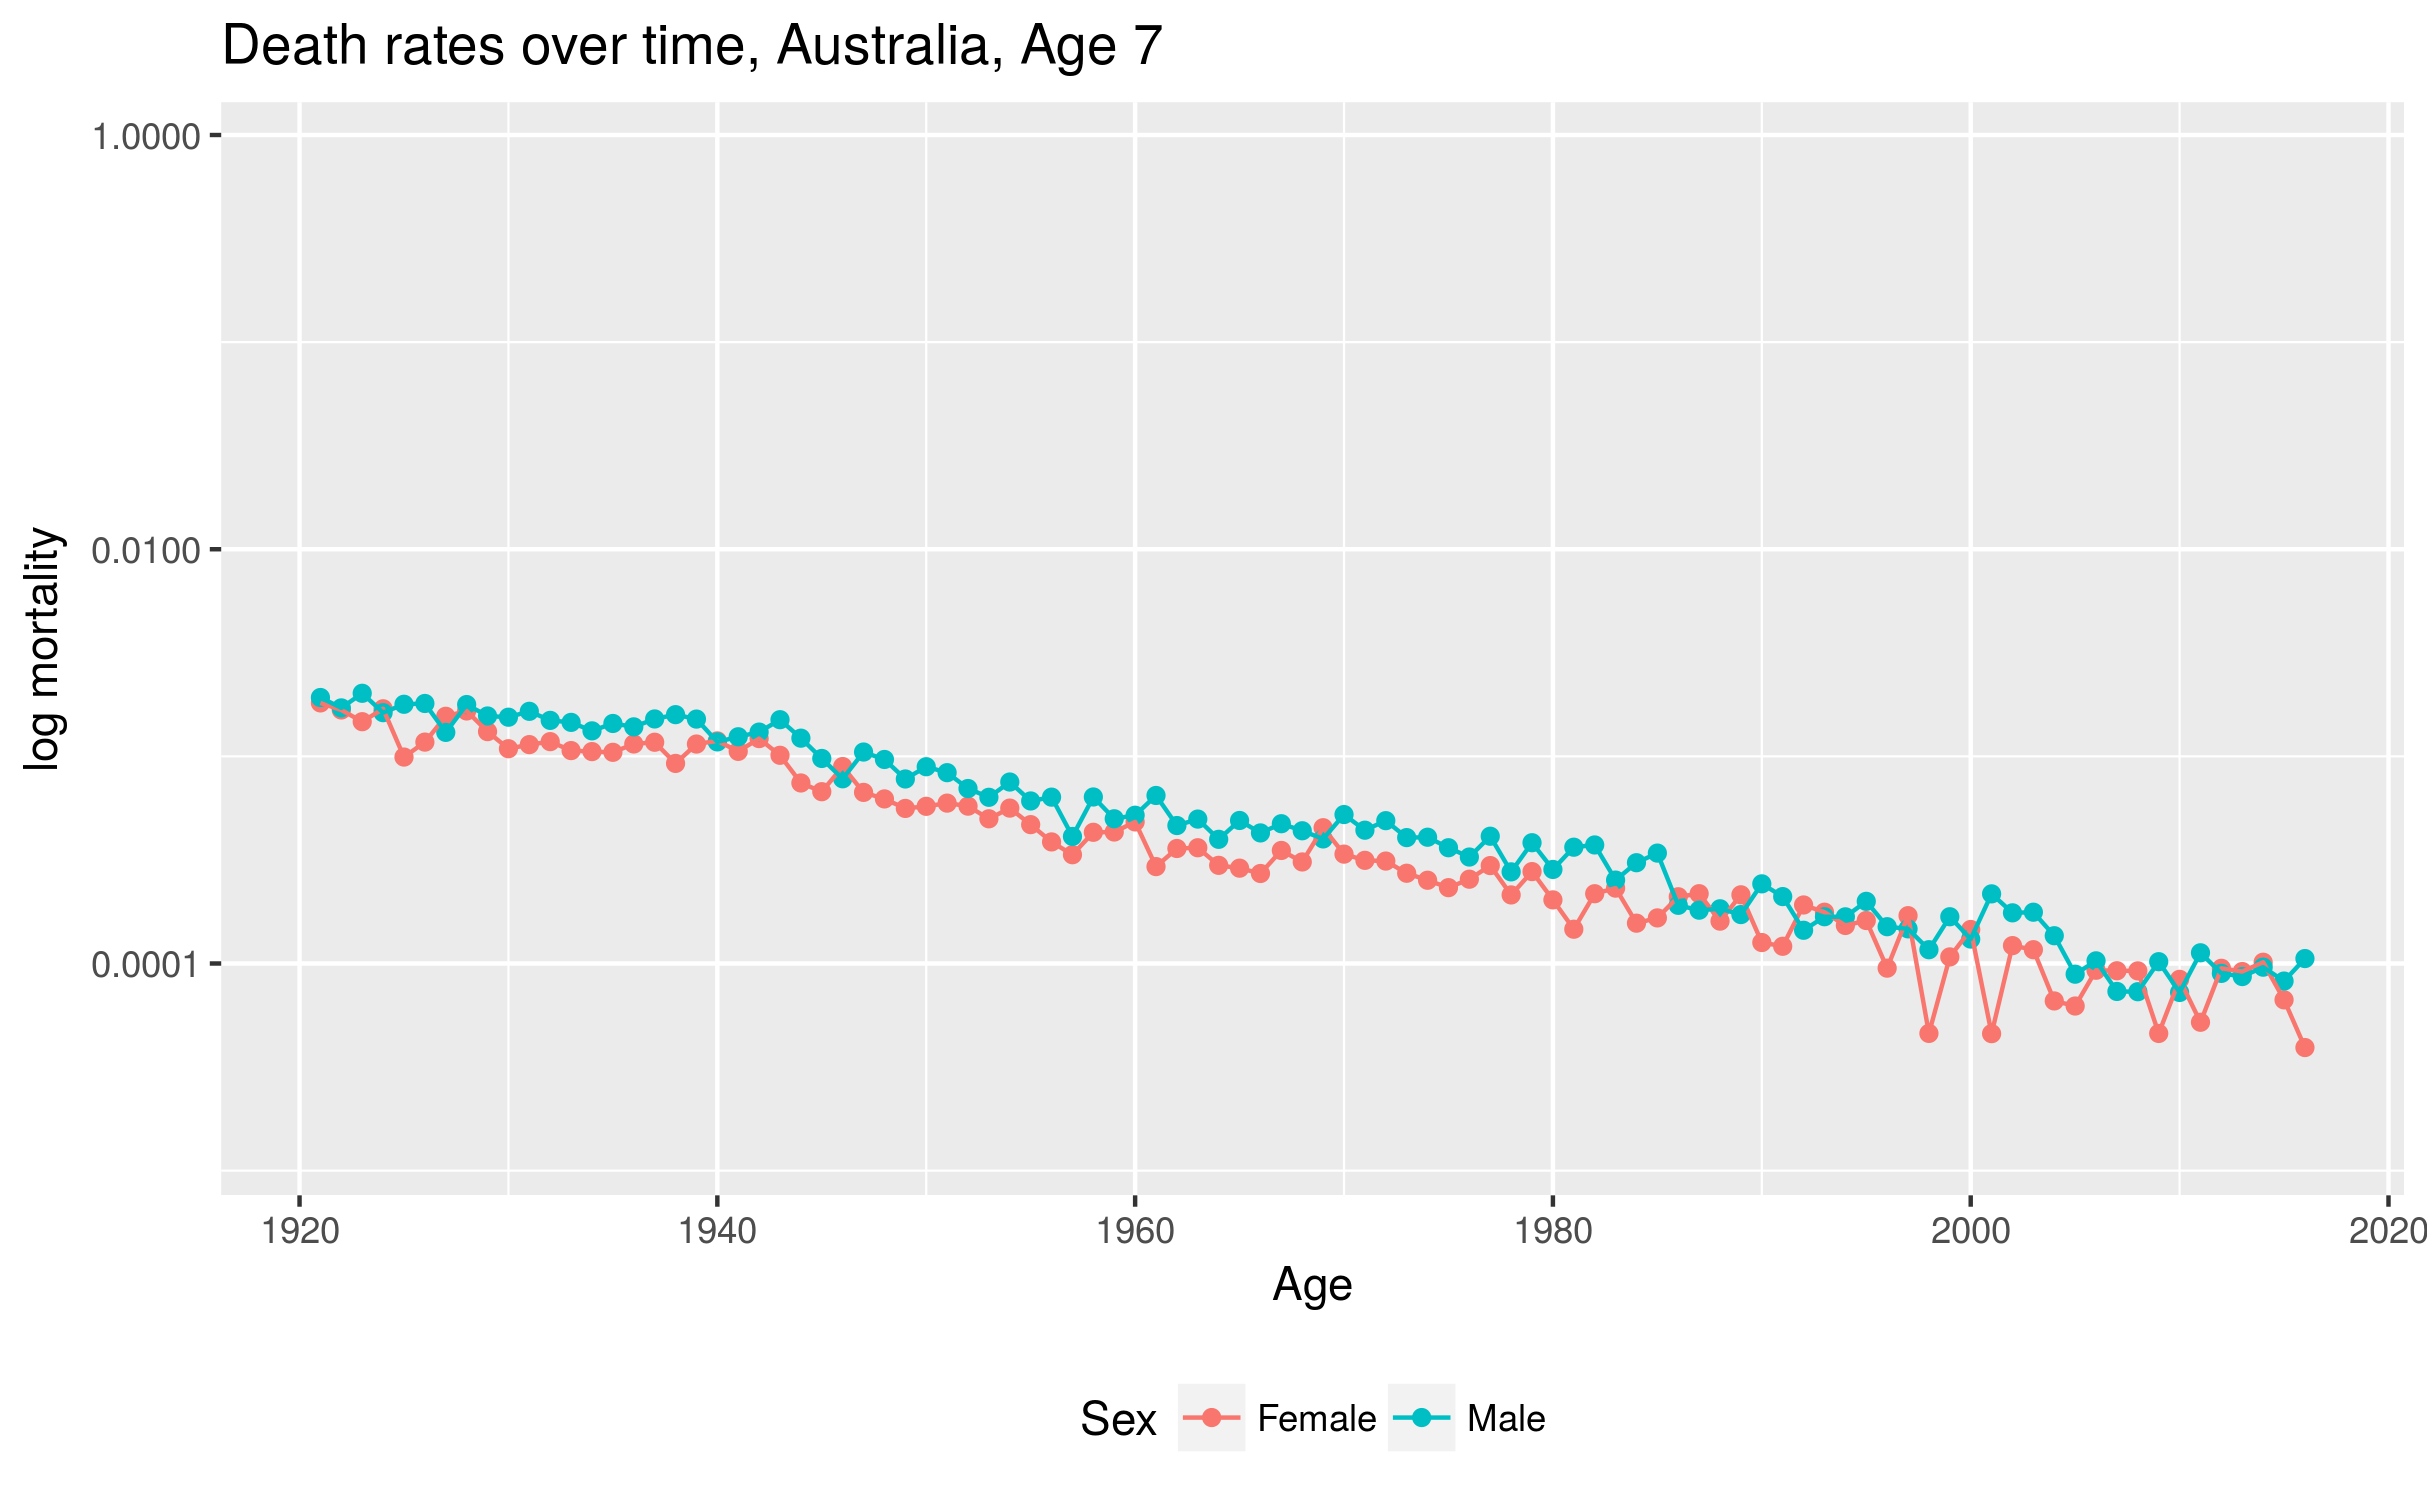 Death rates over time, Australia, Age 7
1.0000
0.0100
0.0001
log mortality
1920 1940 1960 1980 2000 2020
Age
Sex Female Male